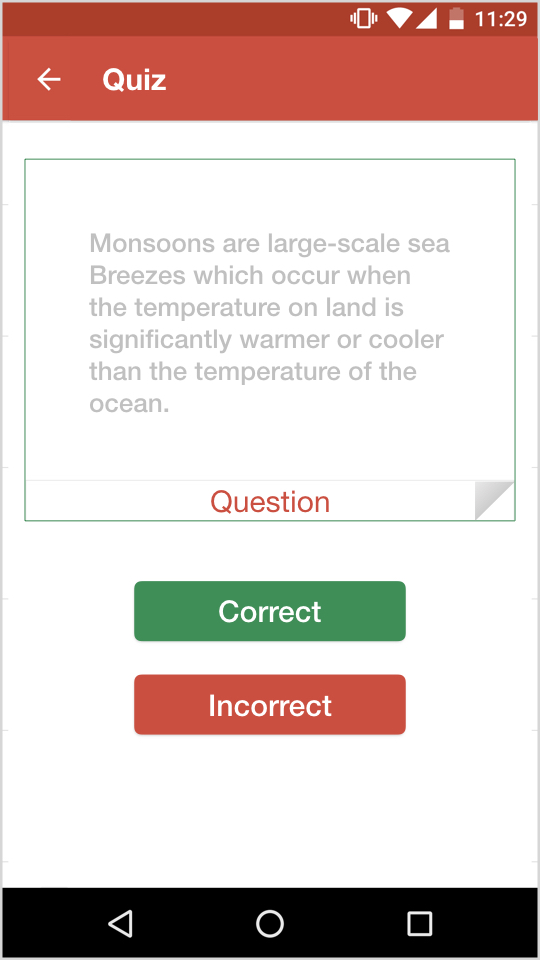 11:29
Quiz
Monsoons are large-scale sea
Breezes which occur when
the temperature on land is
significantly warmer or cooler
than the temperature of the
ocean.
Question
Correct
Incorrect